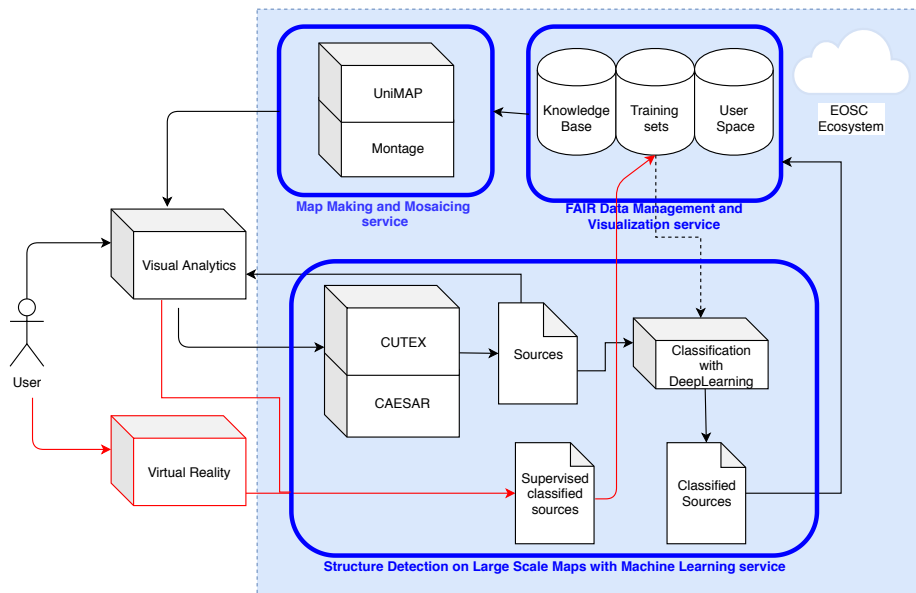 UniMAP
Montage
Map Making and Mosaicing
service
Knowledge
Base
Training
sets
User
Space
FAIR Data Management and
Visualization service
EOSC
Ecosystem
Visual Analytics
User
Virtual Reality
CUTEX
CAESAR
Sources
Classification
with
DeepLearning
Supervised
classified
sources
Classified
Sources
Structure Detection on Large Scale Maps with Machine Learning service